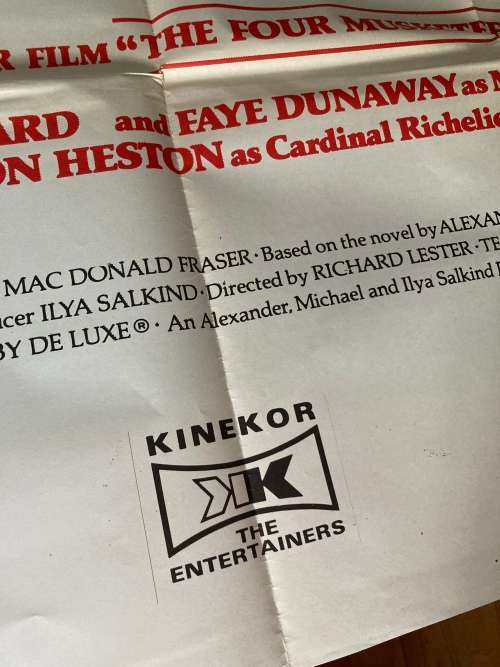 R FILM “THE FOUR MUSKETE
ARD and FAYE DUNAWAY as
ON HESTON as Cardinal Richelie
MAC DONALD FRASER · Based on the novel by ALEXAN
ucer ILYA SALKIND · Directed by RICHARD LESTER · TE
BY DE LUXE® · An Alexander, Michael and Ilya Salkind
KINEKOR
K
THE
ENTERTAINERS